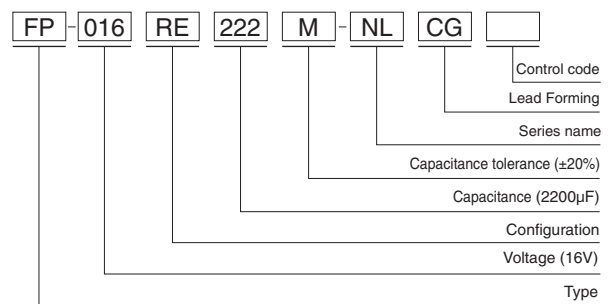 FP-016 RE 222 M-NL CG
Control code
Lead Forming
Series name
Capacitance tolerance (±20%)
Capacitance (2200µF)
Configuration
Voltage (16V)
Type